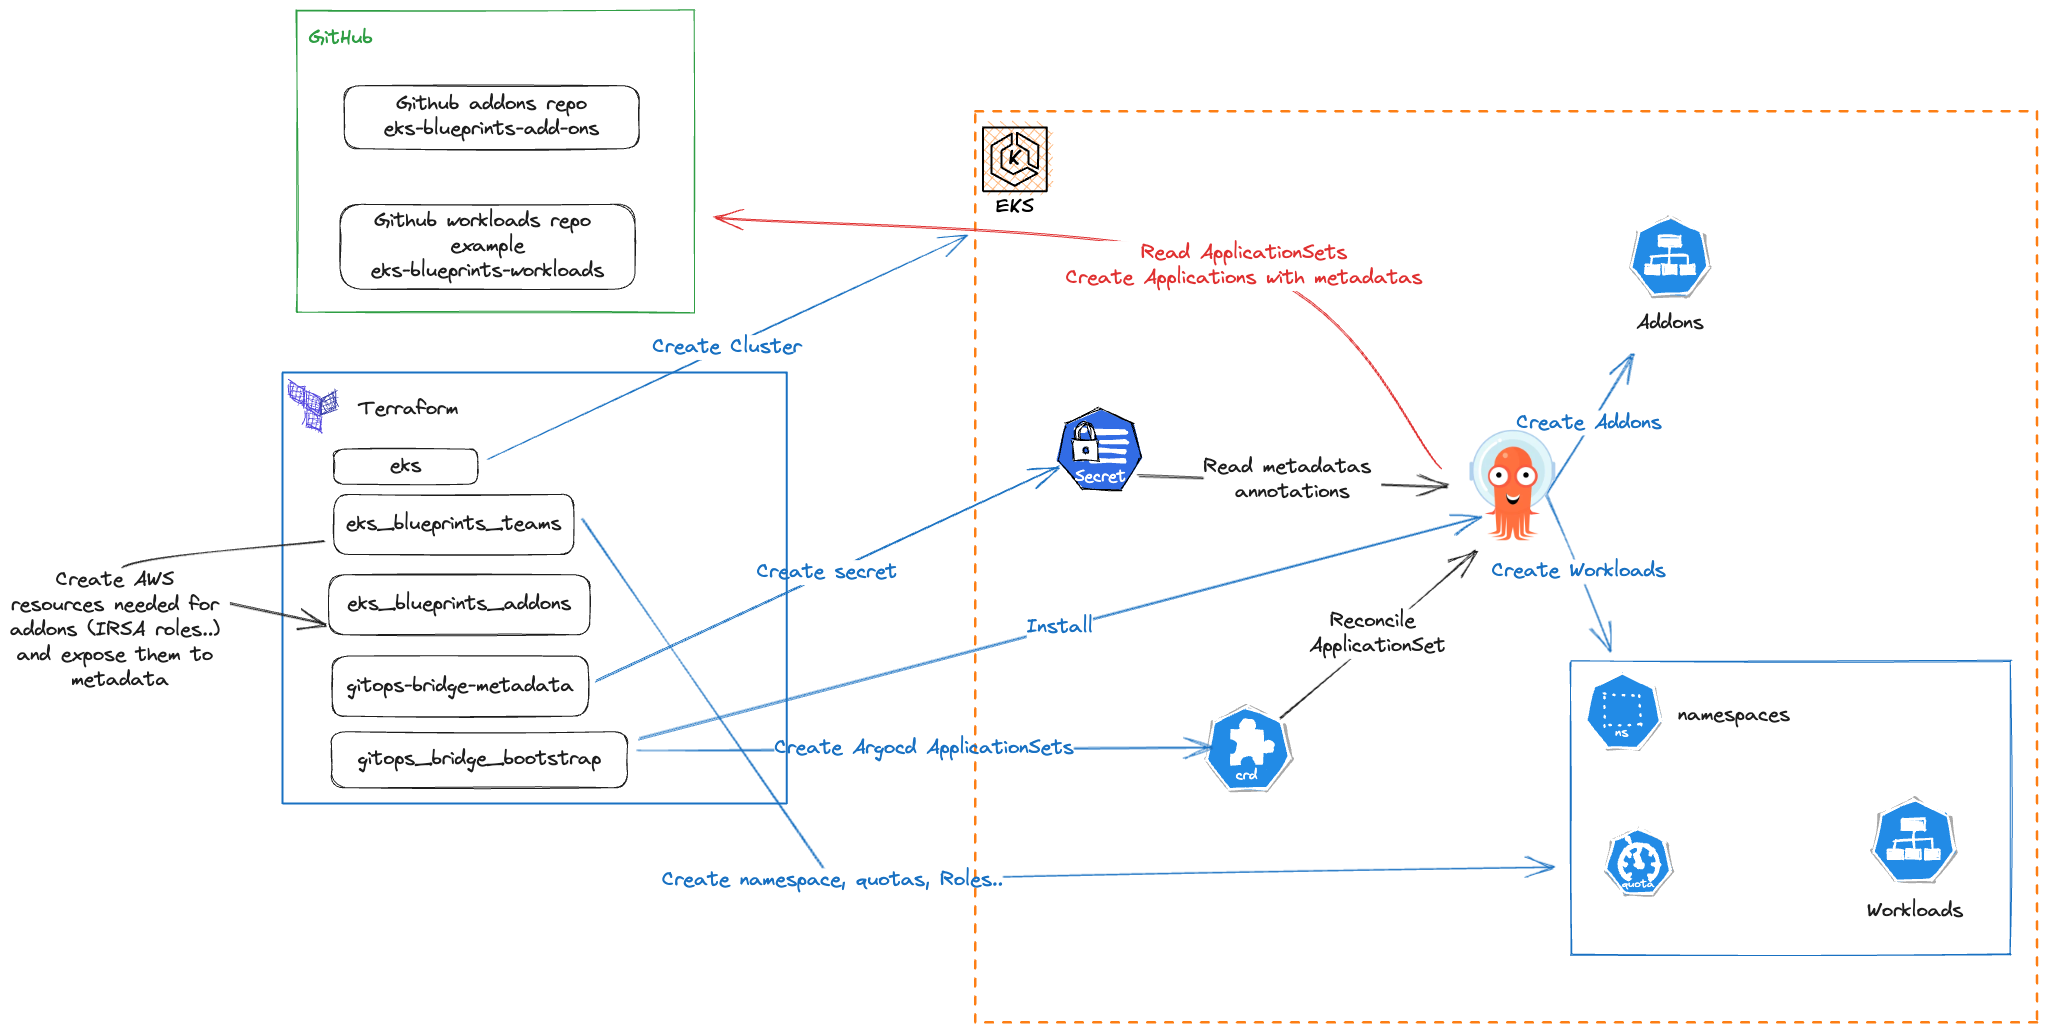 GitHub
Github addons repo
eks-blueprints-add-ons
Github workloads repo
example
eks-blueprints-workloads
K
EKS
Read ApplicationSets
Create Applications with metadatas
Addons
Create Cluster
Terraform
eks
eks_blueprints_teams
eks_blueprints_addons
gitops-bridge-metadata
gitops_bridge_bootstrap
Create AWS
resources needed for
addons (IRSA roles..)
and expose them to
metadata
Secret
Read metadatas
annotations
Create Addons
Create secret
Create Workloads
Install
Reconcile
ApplicationSet
Create Argocd ApplicationSets
crd
ns
namespaces
quota
Workloads
Create namespace, quotas, Roles..